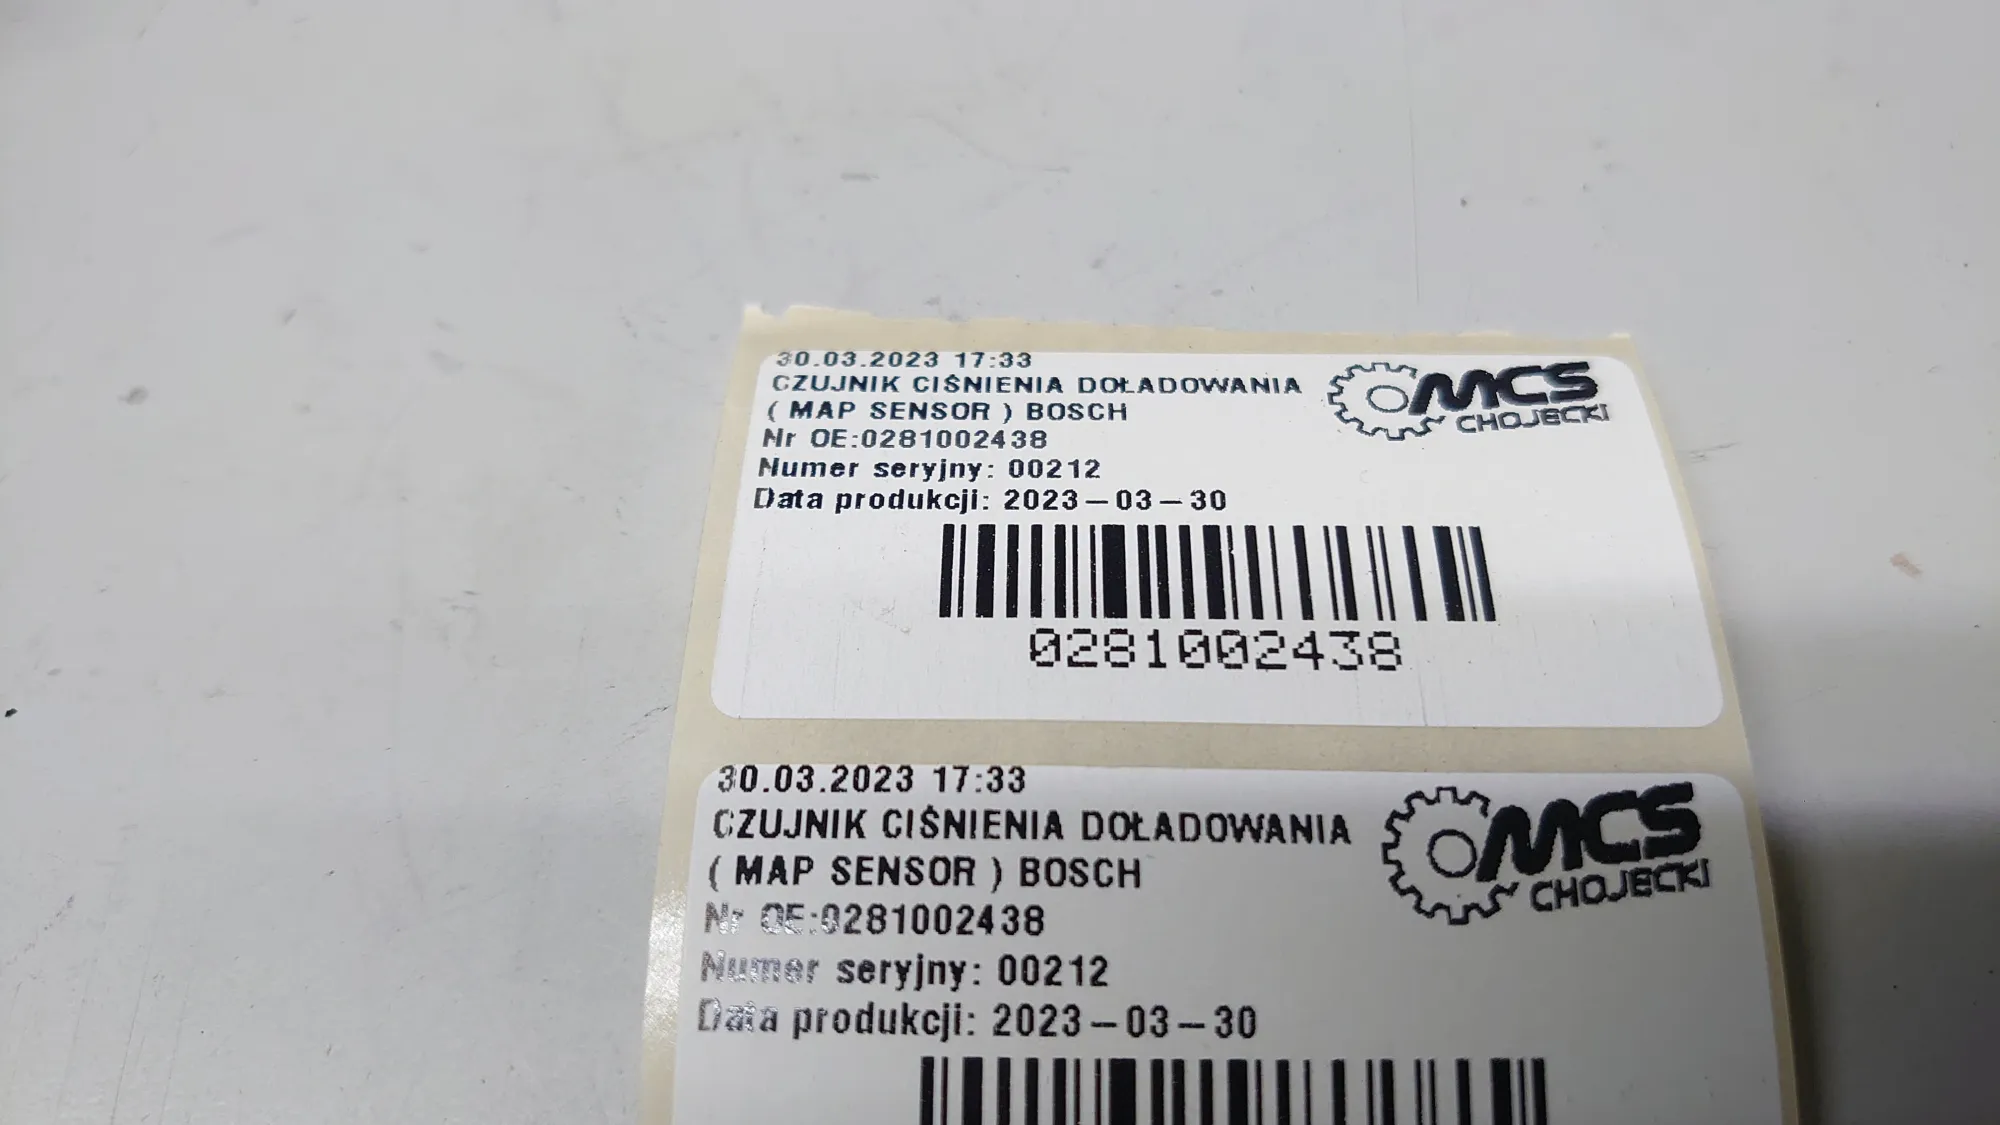 30.03.2023 17:33
CZUJNIK CIŚNIENIA DOŁADOWANIA
( MAP SENSOR ) BOSCH
Nr OE:0281002438
Numer seryjny: 00212
Data produkcji: 2023-03-30
MCS
CHOJECKI
0281002438
30.03.2023 17:33
CZUJNIK CIŚNIENIA DOŁADOWANIA
( MAP SENSOR ) BOSCH
Nr OE:0281002438
Numer seryjny: 00212
Data produkcji: 2023-03-30
MCS
CHOJECKI